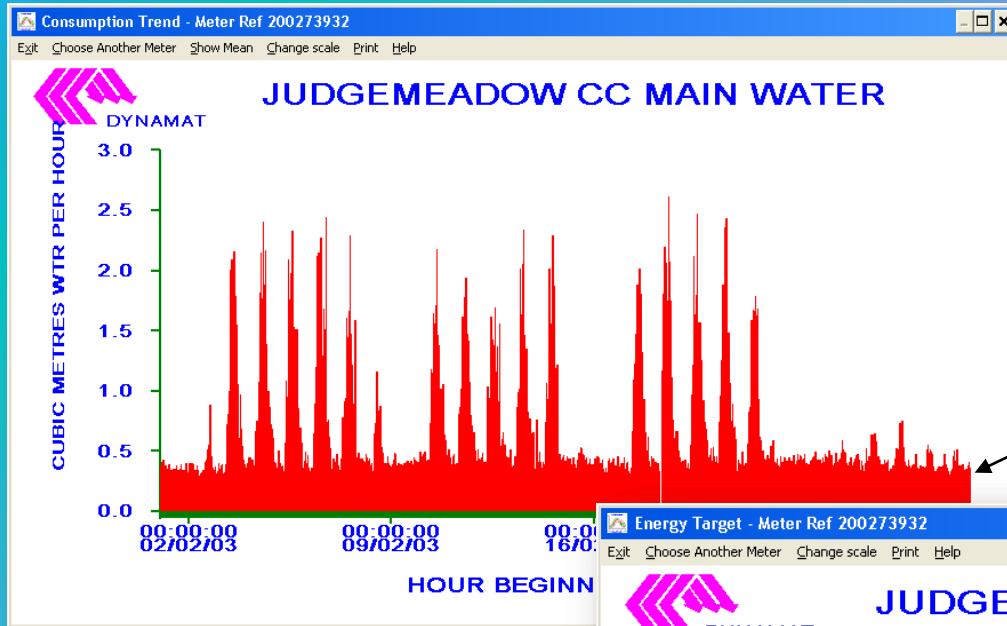 Consumption Trend - Meter Ref 200273932
Exit Choose Another Meter Show Mean Change scale Print Help
JUDGEMEADOW CC MAIN WATER
DYNAMAT
CUBIC METRES WTR PER HOUR
3.0
2.5
2.0
1.5
1.0
0.5
0.0
00:00:00 00:00:00
02/02/03 09/02/03
HOUR BEGINN
Energy Target - Meter Ref 200273932
Exit Choose Another Meter Change scale Print Help
JUDGE